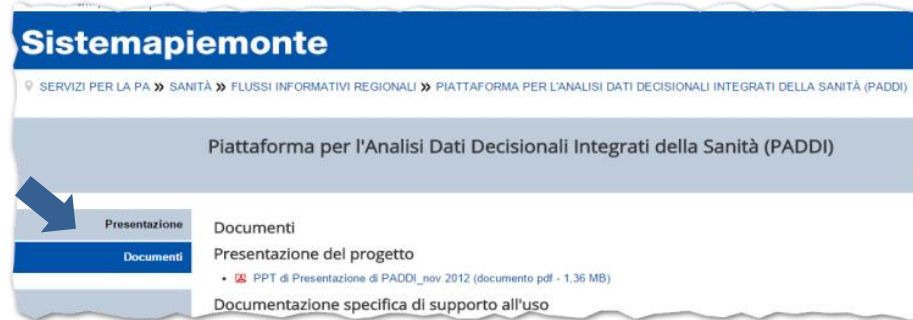 Sistemapiemonte
SERVIZI PER LA PA » SANITÀ » FLUSSI INFORMATIVI REGIONALI » PIATTAFORMA PER L'ANALISI DATI DECISIONALI INTEGRATI DELLA SANITÀ (PADDI)
Piattaforma per l'Analisi Dati Decisionali Integrati della Sanità (PADDI)
Presentazione
Documenti
Documenti
Presentazione del progetto
• PPT di Presentazione di PADDI_nov 2012 (documento pdf - 1,36 MB)
Documentazione specifica di supporto all'uso